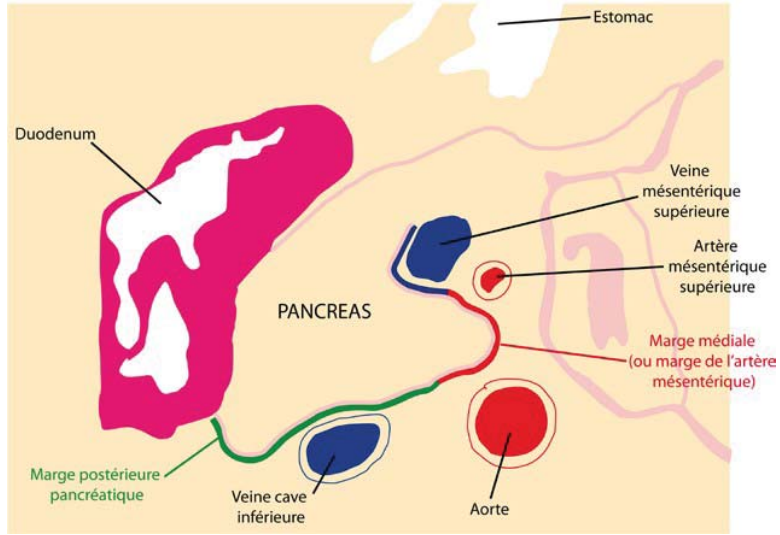 Estomac
Duodenum
Veine
mésentérique
supérieure
Artère
mésentérique
supérieure
PANCREAS
Marge médiale
(ou marge de l'artère
mésentérique)
Marge postérieure
pancréatique
Veine cave
inférieure
Aorte